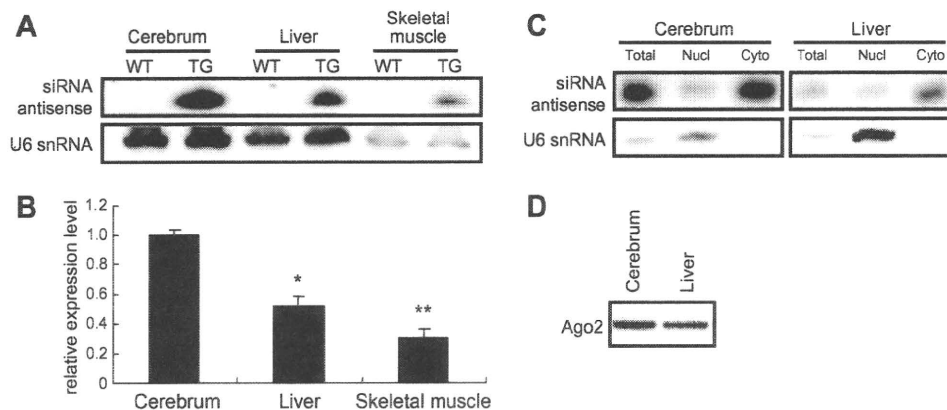 A
Cerebrum Liver Sketetal muscle
WT TG WT TG WT TG
siRNA antisense
U6 snRNA
B
relative expression level
1.2
1.0
0.8
0.6
0.4
0.2
0
*
**
Cerebrum Liver Skeletal muscle
C
Cerebrum Liver
Total Nucl Cyto Total Nucl Cyto
siRNA antisense
U6 snRNA
D
Cerebrum
Liver
Ago2